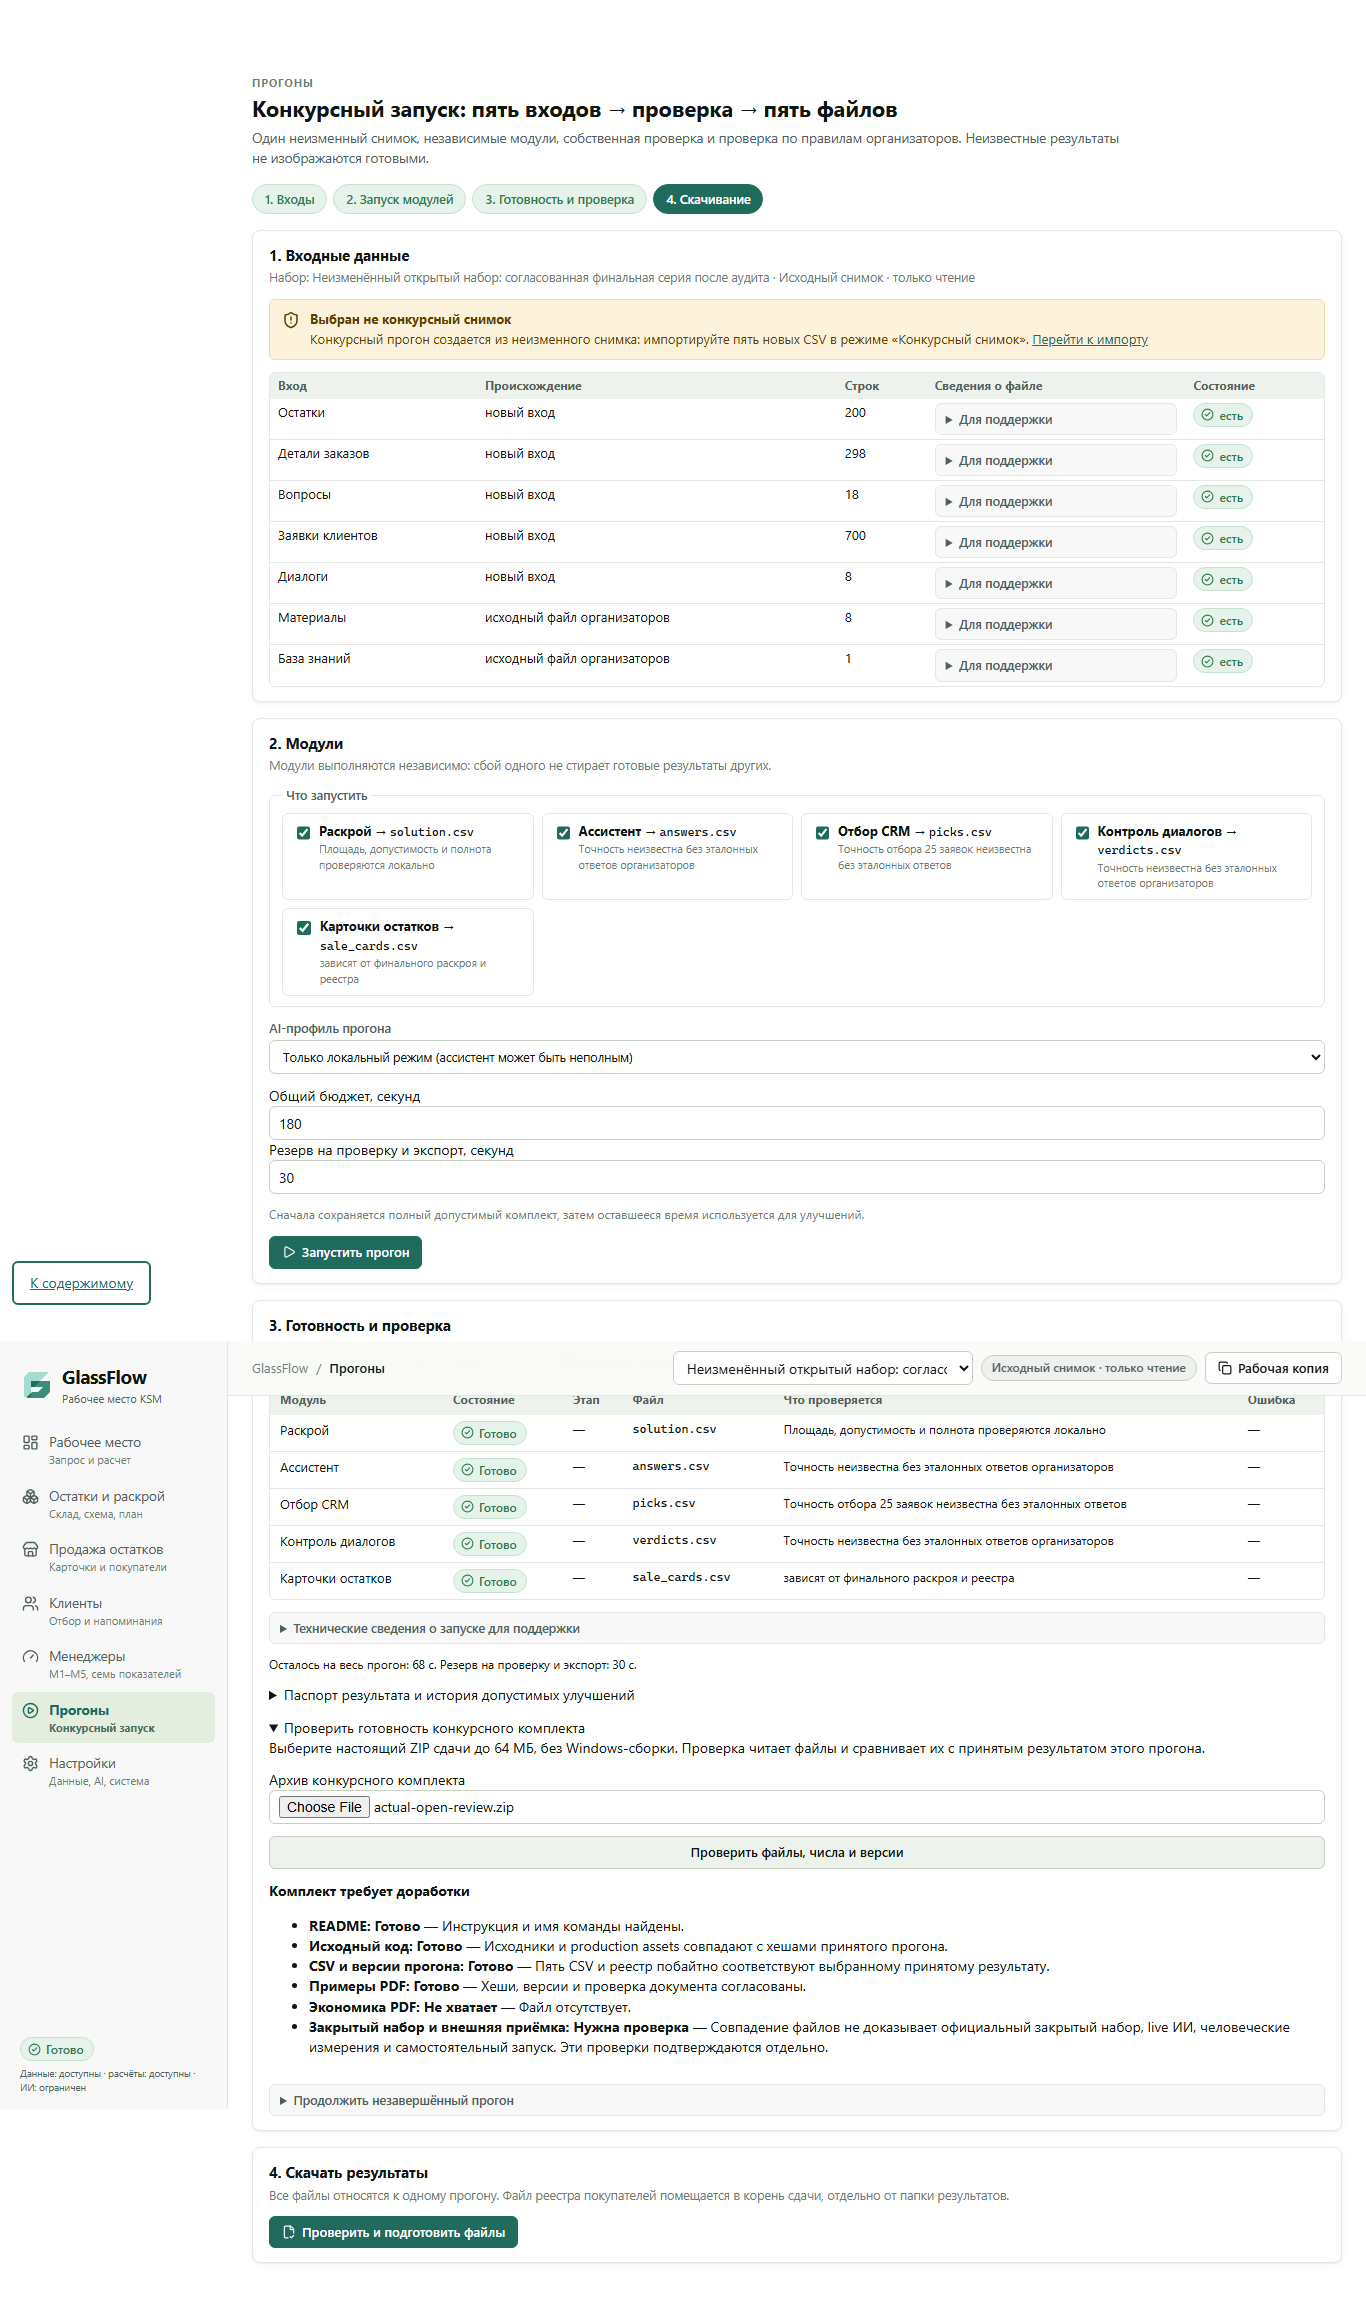 ПРОГОНЫ
Конкурсный запуск: пять входов → проверка → пять файлов
Один неизменный снимок, независимые модули, собственная проверка и проверка по правилам организаторов. Неизвестные результаты
не изображаются готовыми.
1. Входы
2. Запуск модулей
3. Готовность и проверка
4. Скачивание
1. Входные данные
Набор: Неизменённый открытый набор: согласованная финальная серия после аудита · Исходный снимок · только чтение
Выбран не конкурсный снимок
Конкурсный прогон создается из неизменного снимка: импортируйте пять новых CSV в режиме «Конкурсный снимок». Перейти к импорту
Вход Происхождение Строк Сведения о файле Состояние
Остатки новый вход 200 ▶ Для поддержки есть
Детали заказов новый вход 298 ▶ Для поддержки есть
Вопросы новый вход 18 ▶ Для поддержки есть
Заявки клиентов новый вход 700 ▶ Для поддержки есть
Диалоги новый вход 8 ▶ Для поддержки есть
Материалы исходный файл организаторов 8 ▶ Для поддержки есть
База знаний исходный файл организаторов 1 ▶ Для поддержки есть
2. Модули
Модули выполняются независимо: сбой одного не стирает готовые результаты других.
Что запустить
Раскрой → solution.csv
Площадь, допустимость и полнота
проверяются локально
Ассистент → answers.csv
Точность неизвестна без эталонных
ответов организаторов
Отбор CRM → picks.csv
Точность отбора 25 заявок неизвестна
без эталонных ответов
Контроль диалогов →
verdicts.csv
Точность неизвестна без эталонных
ответов организаторов
Карточки остатков →
sale_cards.csv
зависят от финального раскроя и
реестра
AI-профиль прогона
Только локальный режим (ассистент может быть неполным)
Общий бюджет, секунд
180
Резерв на проверку и экспорт, секунд
30
Сначала сохраняется полный допустимый комплект, затем оставшееся время используется для улучшений.
Запустить прогон
К содержимому
3. Готовность и проверка
GlassFlow
Рабочее место KSM
GlassFlow / Прогоны
Неизменённый открытый набор: соглас
Исходный снимок · только чтение
Рабочая копия
Рабочее место
Запрос и расчет
Остатки и раскрой
Склад, схема, план
Продажа остатков
Карточки и покупатели
Клиенты
Отбор и напоминания
Менеджеры
М1–М5, семь показателей
Прогоны
Конкурсный запуск
Настройки
Данные, AI, система
Готово
Данные: доступны · расчёты: доступны ·
ИИ: ограничен
Модуль Состояние Этап Файл Что проверяется Ошибка
Раскрой Готово — solution.csv Площадь, допустимость и полнота проверяются локально —
Ассистент Готово — answers.csv Точность неизвестна без эталонных ответов организаторов —
Отбор CRM Готово — picks.csv Точность отбора 25 заявок неизвестна без эталонных ответов —
Контроль диалогов Готово — verdicts.csv Точность неизвестна без эталонных ответов организаторов —
Карточки остатков Готово — sale_cards.csv зависят от финального раскроя и реестра —
▶ Технические сведения о запуске для поддержки
Осталось на весь прогон: 68 с. Резерв на проверку и экспорт: 30 с.
▶ Паспорт результата и история допустимых улучшений
▼ Проверить готовность конкурсного комплекта
Выберите настоящий ZIP сдачи до 64 МБ, без Windows-сборки. Проверка читает файлы и сравнивает их с принятым результатом этого прогона.
Архив конкурсного комплекта
Choose File actual-open-review.zip
Проверить файлы, числа и версии
Комплект требует доработки
• README: Готово — Инструкция и имя команды найдены.
• Исходный код: Готово — Исходники и production assets совпадают с хешами принятого прогона.
• CSV и версии прогона: Готово — Пять CSV и реестр побайтно соответствуют выбранному принятому результату.
• Примеры PDF: Готово — Хеши, версии и проверка документа согласованы.
• Экономика PDF: Не хватает — Файл отсутствует.
• Закрытый набор и внешняя приёмка: Нужна проверка — Совпадение файлов не доказывает официальный закрытый набор, live ИИ, человеческие
измерения и самостоятельный запуск. Эти проверки подтверждаются отдельно.
▶ Продолжить незавершённый прогон
4. Скачать результаты
Все файлы относятся к одному прогону. Файл реестра покупателей помещается в корень сдачи, отдельно от папки результатов.
Проверить и подготовить файлы